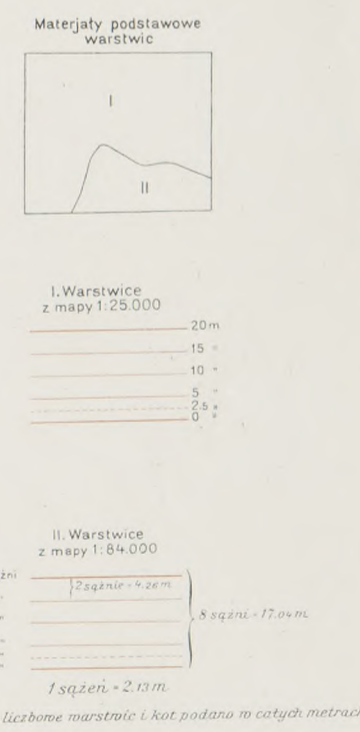 Materjały podstawowe
warstwic
I
II
I. Warstwice
z mapy 1:25.000
20 m
15 "
10 "
5 "
2.5 "
0 "
II. Warstwice
z mapy 1:84.000
żni
2 sążnie = 4.26 m
8 sążni = 17.04 m
1 sążeń = 2.13 m
liczbowe warstwic i kot podano w całych metrach